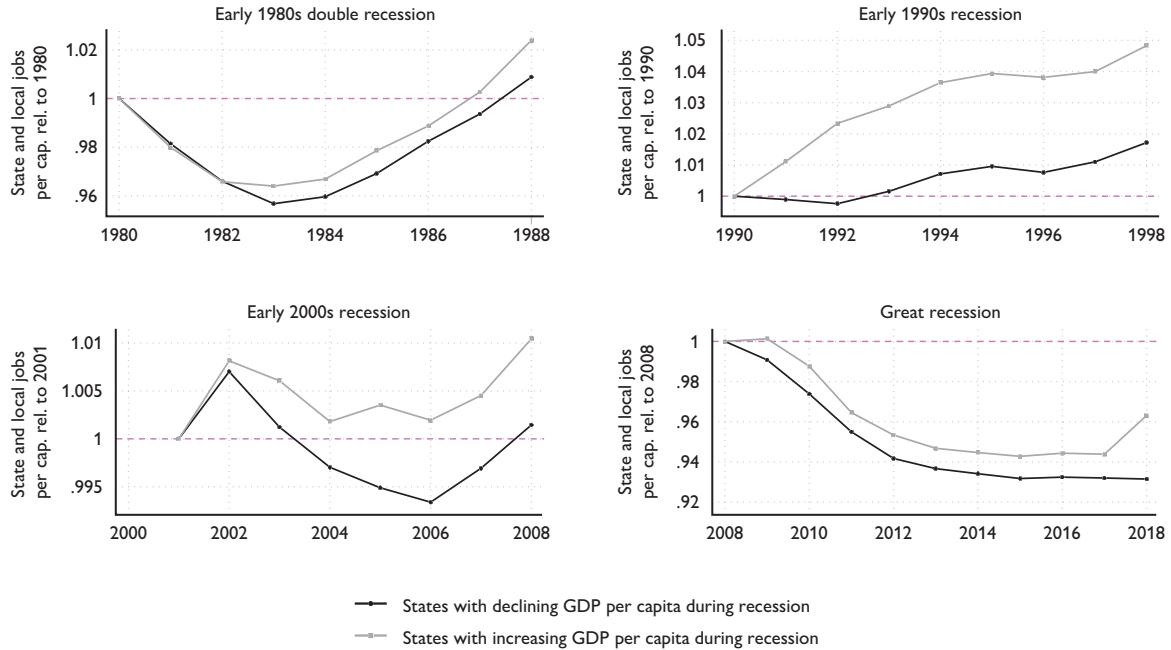 Early 1980s double recession
State and local jobs
per cap. rel. to 1980
1.02
1
.98
.96
1980 1982 1984 1986 1988
Early 1990s recession
State and local jobs
per cap. rel. to 1990
1.05
1.04
1.03
1.02
1.01
1
1990 1992 1994 1996 1998
Early 2000s recession
State and local jobs
per cap. rel. to 2001
1.01
1.005
1
.995
2000 2002 2004 2006 2008
Great recession
State and local jobs
per cap. rel. to 2008
1
.98
.96
.94
.92
2008 2010 2012 2014 2016 2018
States with declining GDP per capita during recession
States with increasing GDP per capita during recession